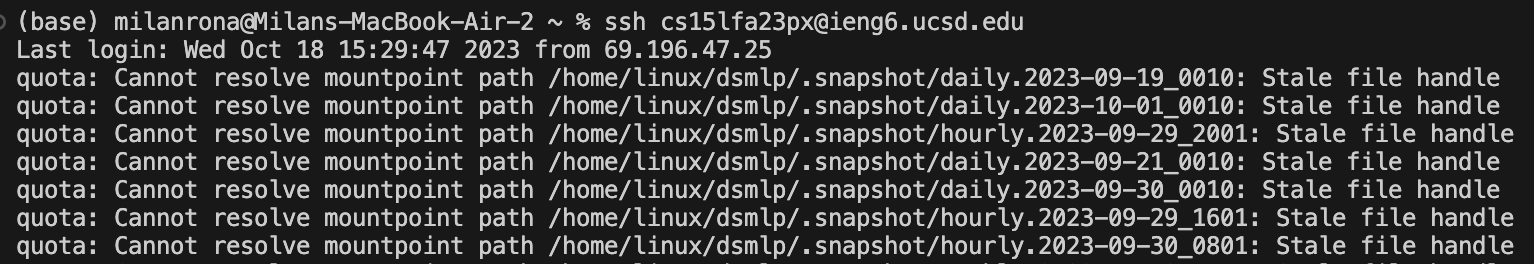 (base) milanrona@Milans-MacBook-Air-2 ~ % ssh cs15lfa23px@ieng6.ucsd.edu
Last login: Wed Oct 18 15:29:47 2023 from 69.196.47.25
quota: Cannot resolve mountpoint path /home/linux/dsmlp/.snapshot/daily.2023-09-19_0010: Stale file handle
quota: Cannot resolve mountpoint path /home/linux/dsmlp/.snapshot/daily.2023-10-01_0010: Stale file handle
quota: Cannot resolve mountpoint path /home/linux/dsmlp/.snapshot/hourly.2023-09-29_2001: Stale file handle
quota: Cannot resolve mountpoint path /home/linux/dsmlp/.snapshot/daily.2023-09-21_0010: Stale file handle
quota: Cannot resolve mountpoint path /home/linux/dsmlp/.snapshot/daily.2023-09-30_0010: Stale file handle
quota: Cannot resolve mountpoint path /home/linux/dsmlp/.snapshot/hourly.2023-09-29_1601: Stale file handle
quota: Cannot resolve mountpoint path /home/linux/dsmlp/.snapshot/hourly.2023-09-30_0801: Stale file handle